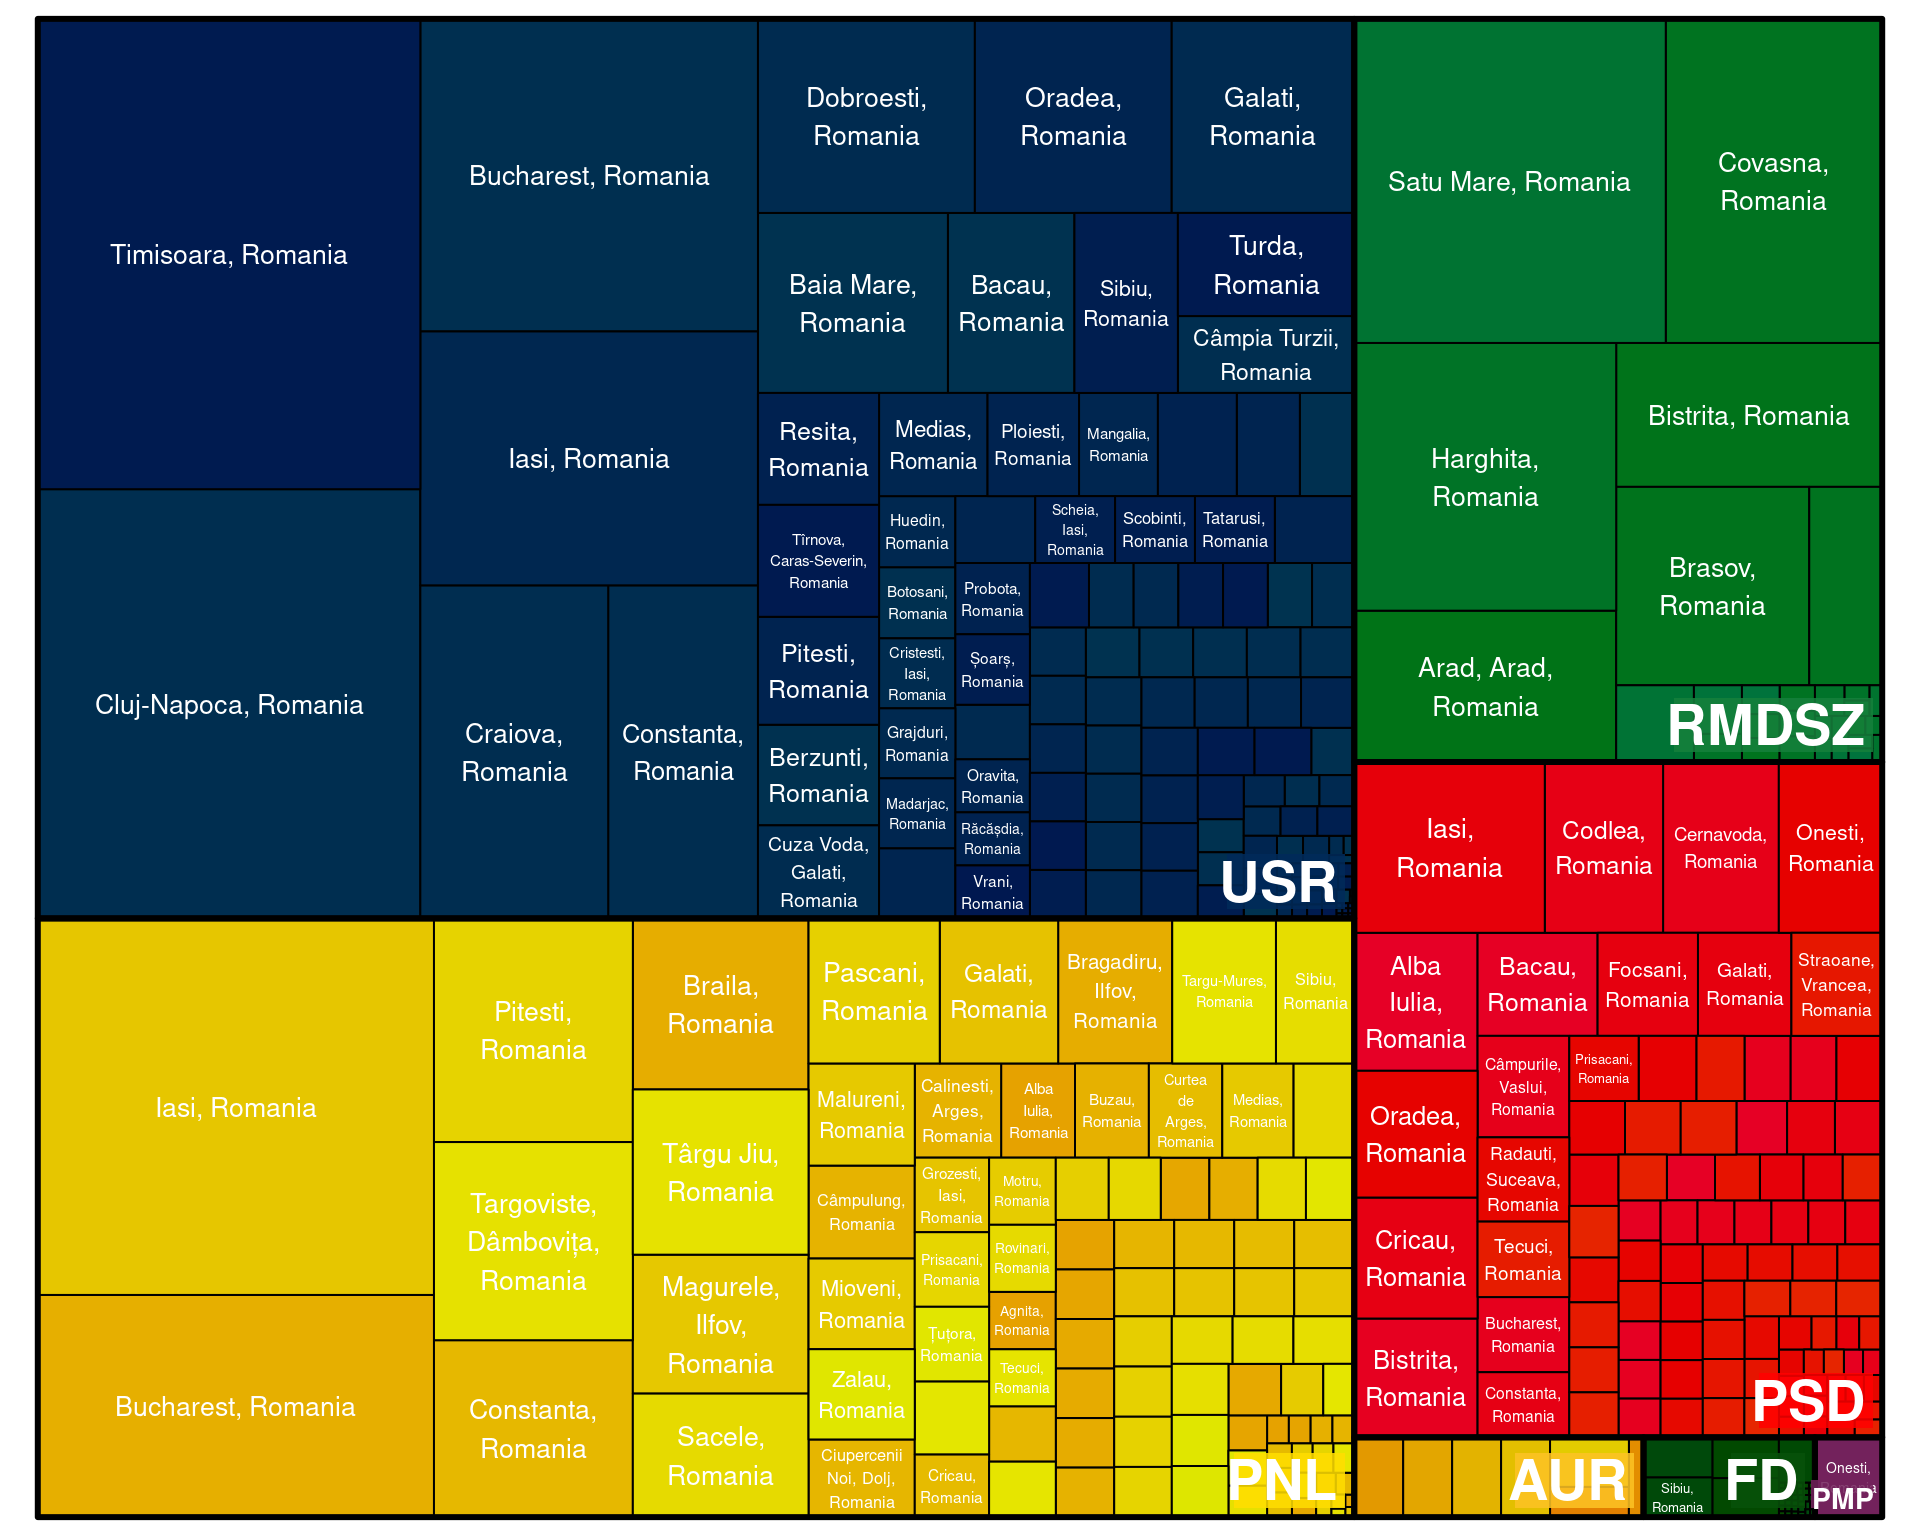 Timisoara, Romania
Cluj-Napoca, Romania
Bucharest, Romania
Iasi, Romania
Craiova,
Romania
Constanta,
Romania
Dobroesti,
Romania
Oradea,
Romania
Galati,
Romania
Baia Mare,
Romania
Bacau,
Romania
Sibiu,
Romania
Turda,
Romania
Câmpia Turzii,
Romania
Resita,
Romania
Tîrnova,
Caras-Severin,
Romania
Pitesti,
Romania
Berzunti,
Romania
Cuza Voda,
Galati,
Romania
Medias,
Romania
Ploiesti,
Romania
Mangalia,
Romania
Huedin,
Romania
Botosani,
Romania
Cristesti,
Iasi,
Romania
Grajduri,
Romania
Madarjac,
Romania
Scheia,
Iasi,
Romania
Scobinti,
Romania
Tatarusi,
Romania
Probota,
Romania
Șoarș,
Romania
Oravita,
Romania
Răcășdia,
Romania
Vrani,
Romania
USR
Satu Mare, Romania
Covasna,
Romania
Harghita,
Romania
Bistrita, Romania
Brasov,
Romania
Arad, Arad,
Romania
RMDSZ
Iasi, Romania
Bucharest, Romania
Pitesti,
Romania
Targoviste,
Dâmbovița,
Romania
Constanta,
Romania
Braila,
Romania
Târgu Jiu,
Romania
Magurele,
Ilfov,
Romania
Sacele,
Romania
Pascani,
Romania
Galati,
Romania
Bragadiru,
Ilfov,
Romania
Targu-Mures,
Romania
Sibiu,
Romania
Malureni,
Romania
Câmpulung,
Romania
Mioveni,
Romania
Zalau,
Romania
Ciupercenii
Noi, Dolj,
Romania
Calinesti,
Arges,
Romania
Alba
Iulia,
Romania
Buzau,
Romania
Curtea
de
Arges,
Romania
Medias,
Romania
Grozesti,
Iasi,
Romania
Prisacani,
Romania
Țuțora,
Romania
Cricau,
Romania
Motru,
Romania
Rovinari,
Romania
Agnita,
Romania
Tecuci,
Romania
PNL
Iasi,
Romania
Codlea,
Romania
Cernavoda,
Romania
Onesti,
Romania
Alba
Iulia,
Romania
Oradea,
Romania
Cricau,
Romania
Bistrita,
Romania
Bacau,
Romania
Focsani,
Romania
Galati,
Romania
Straoane,
Vrancea,
Romania
Câmpurile,
Vaslui,
Romania
Radauti,
Suceava,
Romania
Tecuci,
Romania
Bucharest,
Romania
Constanta,
Romania
Prisacani,
Romania
PSD
AUR
Sibiu,
Romania
FD
Onesti,
PMP